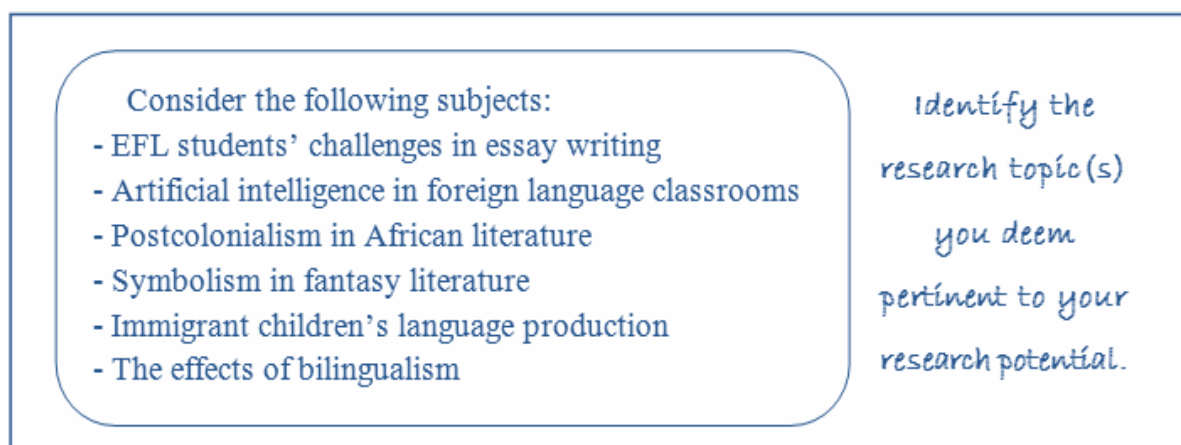 Consider the following subjects:
- EFL students’ challenges in essay writing
- Artificial intelligence in foreign language classrooms
- Postcolonialism in African literature
- Symbolism in fantasy literature
- Immigrant children’s language production
- The effects of bilingualism
Identify the
research topic(s)
you deem
pertinent to your
research potential.